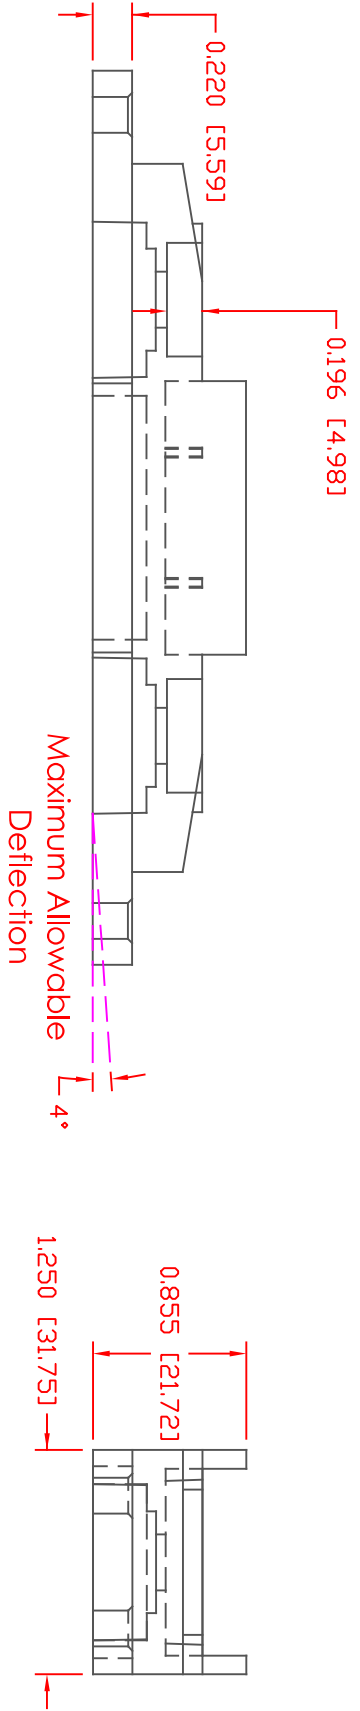 0.220 [5.59]
0.196 [4.98]
Maximum Allowable
Deflection
4°
0.855 [21.72]
1.250 [31.75]